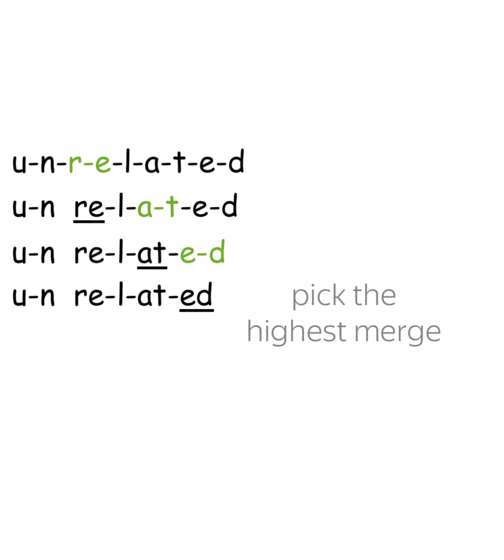 u-n-r-e-l-a-t-e-d
u-n re-l-a-t-e-d
u-n re-l-at-e-d
u-n re-l-at-ed
pick the
highest merge